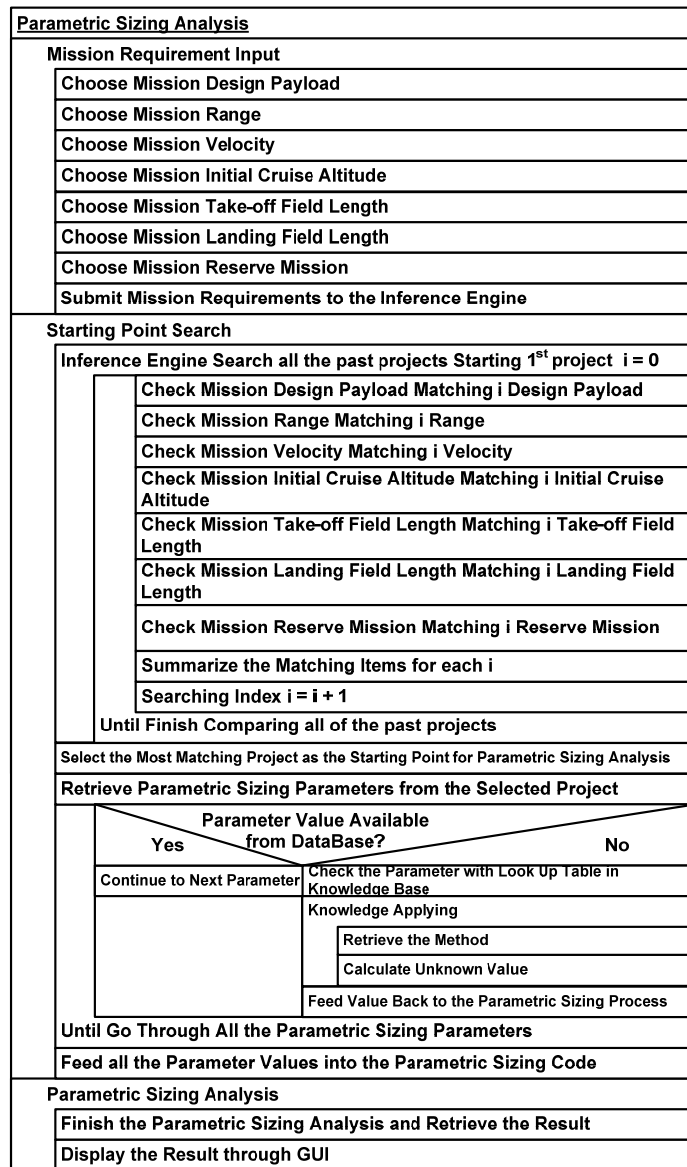 Parametric Sizing Analysis
Mission Requirement Input
Choose Mission Design Payload
Choose Mission Range
Choose Mission Velocity
Choose Mission Initial Cruise Altitude
Choose Mission Take-off Field Length
Choose Mission Landing Field Length
Choose Mission Reserve Mission
Submit Mission Requirements to the Inference Engine
Starting Point Search
Inference Engine Search all the past projects Starting 1st project i = 0
Check Mission Design Payload Matching i Design Payload
Check Mission Range Matching i Range
Check Mission Velocity Matching i Velocity
Check Mission Initial Cruise Altitude Matching i Initial Cruise
Altitude
Check Mission Take-off Field Length Matching i Take-off Field
Length
Check Mission Landing Field Length Matching i Landing Field
Length
Check Mission Reserve Mission Matching i Reserve Mission
Summarize the Matching Items for each i
Searching Index i = i + 1
Until Finish Comparing all of the past projects
Select the Most Matching Project as the Starting Point for Parametric Sizing Analysis
Retrieve Parametric Sizing Parameters from the Selected Project
Parameter Value Available
from DataBase?
Yes
No
Continue to Next Parameter
Check the Parameter with Look Up Table in
Knowledge Base
Knowledge Applying
Retrieve the Method
Calculate Unknown Value
Feed Value Back to the Parametric Sizing Process
Until Go Through All the Parametric Sizing Parameters
Feed all the Parameter Values into the Parametric Sizing Code
Parametric Sizing Analysis
Finish the Parametric Sizing Analysis and Retrieve the Result
Display the Result through GUI